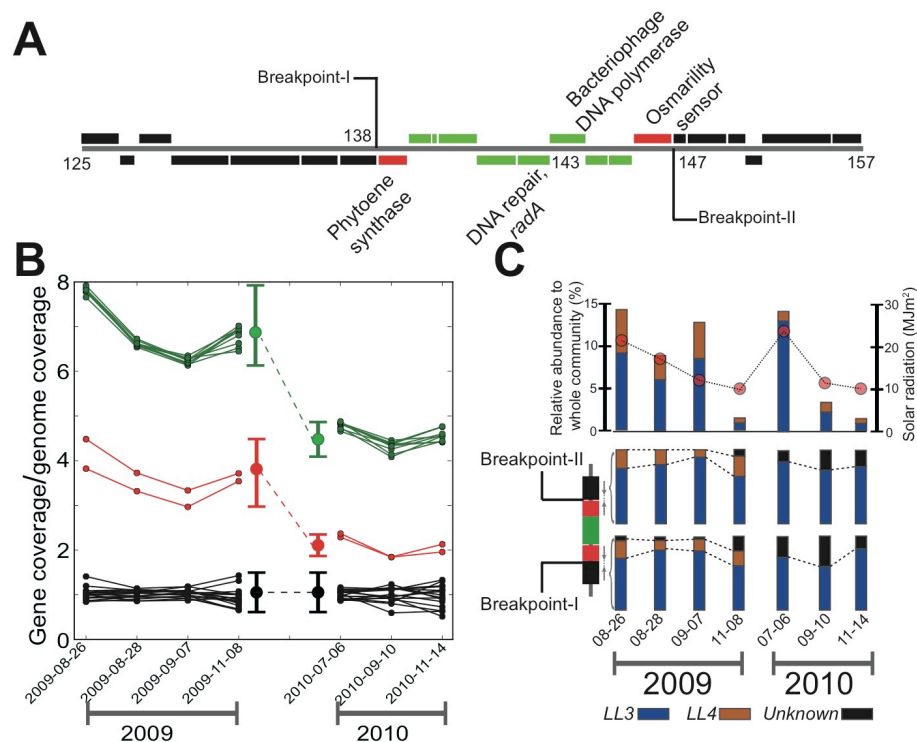 A
Breakpoint-I
Bacteriophage
DNA polymerase
Osmarility
sensor
125
138
143
147
157
Phytoene
synthase
DNA repair,
radA
Breakpoint-II
B
Gene coverage/genome coverage
8
6
4
2
0
2009-08-26
2009-08-28
2009-09-07
2009-11-08
2010-07-06
2010-09-10
2010-11-14
2009
2010
C
Relative abundance to
whole community (%)
15
10
5
0
30
20
10
0
Solar radiation (MJm²)
Breakpoint-II
Breakpoint-I
08-26
08-28
09-07
11-08
07-06
09-10
11-14
2009
2010
LL3
LL4
Unknown